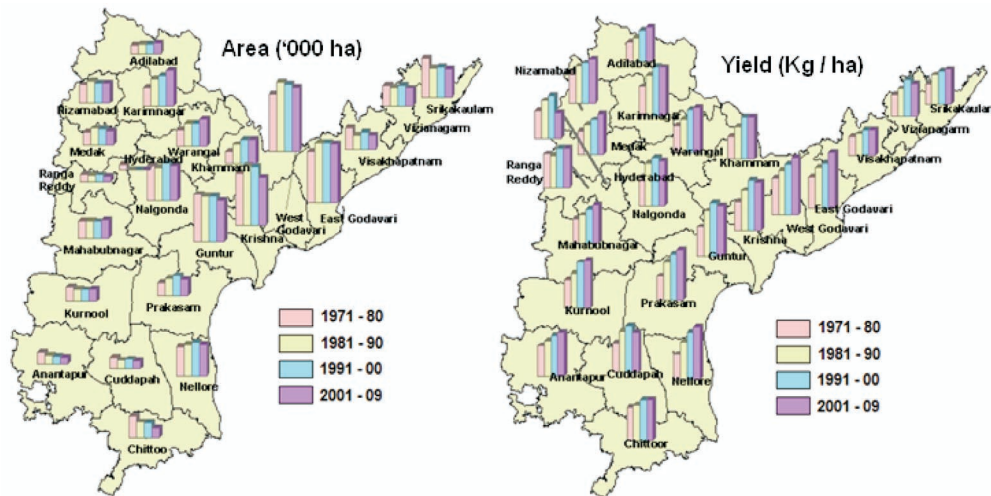 Area ('000 ha)
Adilabad
Nizamabad
Karimnagar
Srikakaulam
Vizianagarm
Medak
Warangal
Visakhapatnam
Hyderabad
Khammam
Ranga
Reddy
Nalgonda
West
Godavari
East Godavari
Krishna
Mahabubnagar
Guntur
Kurnool
Prakasam
1971 - 80
1981 - 90
1991 - 00
2001 - 09
Anantapur
Cuddapah
Nellore
Chittoo
Yield (Kg / ha)
Nizamabad
Adilabad
Karimnagar
Srikakaulam
Vizianagarm
Medak
Warangal
Visakhapatnam
Khammam
Ranga
Reddy
Hyderabad
Nalgonda
East Godavari
West Godavari
Krishna
Mahabubnagar
Guntur
Kurnool
Prakasam
1971 - 80
1981 - 90
1991 - 00
2001 - 09
Anantapur
Cuddapah
Nellore
Chittoor